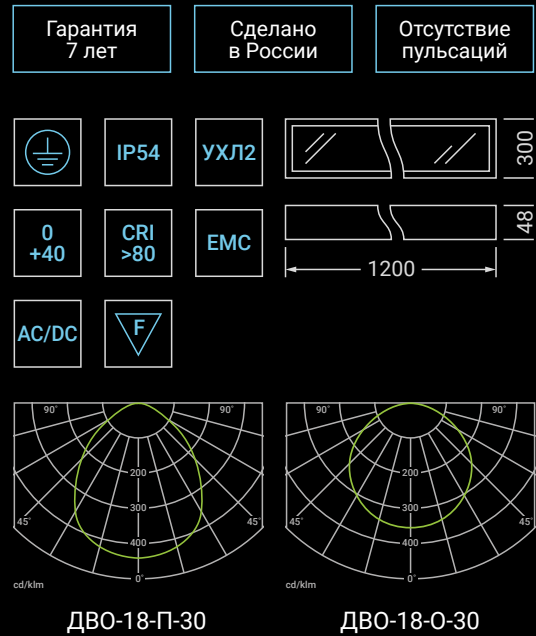 Гарантия
7 лет
Сделано
в России
Отсутствие
пульсаций
IP54
УХЛ2
300
0
+40
CRI
>80
EMC
48
1200
AC/DC
F
90°
90°
200
300
400
45°
45°
0°
cd/klm
90°
90°
200
300
400
45°
45°
0°
cd/klm
ДВО-18-П-30
ДВО-18-О-30